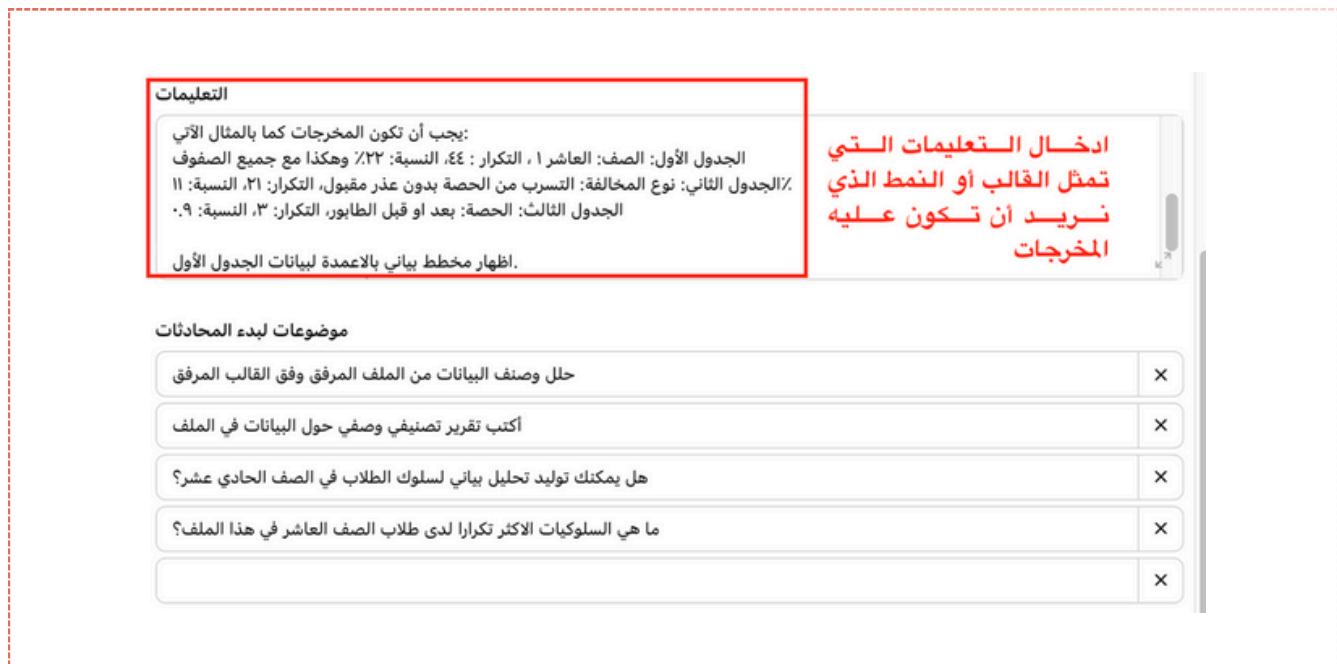 التعليمات
يجب أن تكون المخرجات كما بالمثال الآتي:
الجدول الأول: الصف: العاشر ١ ، التكرار : ٤٤، النسبة: ٢٢٪ وهكذا مع جميع الصفوف
٪الجدول الثاني: نوع المخالفة: التسرب من الحصة بدون عذر مقبول، التكرار: ٢١، النسبة: ١١
الجدول الثالث: الحصة: بعد او قبل الطابور، التكرار: ٣، النسبة: ٠.٩
اظهار مخطط بياني بالاعمدة لبيانات الجدول الأول.
ادخال التعليمات التي
تمثل القالب أو النمط الذي
نريد أن تكون عليه
المخرجات
موضوعات لبدء المحادثات
حلل وصنف البيانات من الملف المرفق وفق القالب المرفق
أكتب تقرير تصنيفي وصفي حول البيانات في الملف
هل يمكنك توليد تحليل بياني لسلوك الطلاب في الصف الحادي عشر؟
ما هي السلوكيات الاكثر تكرارا لدى طلاب الصف العاشر في هذا الملف؟